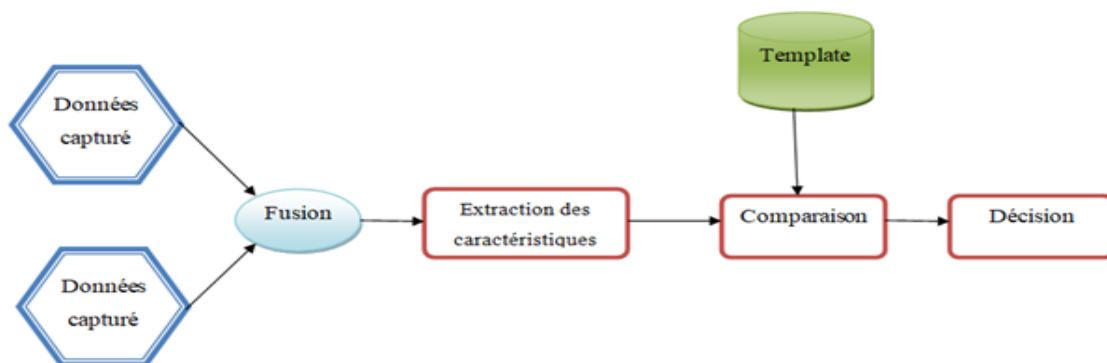 Template
Données
capturé
Fusion
Extraction des
caractéristiques
Comparaison
Décision
Données
capturé